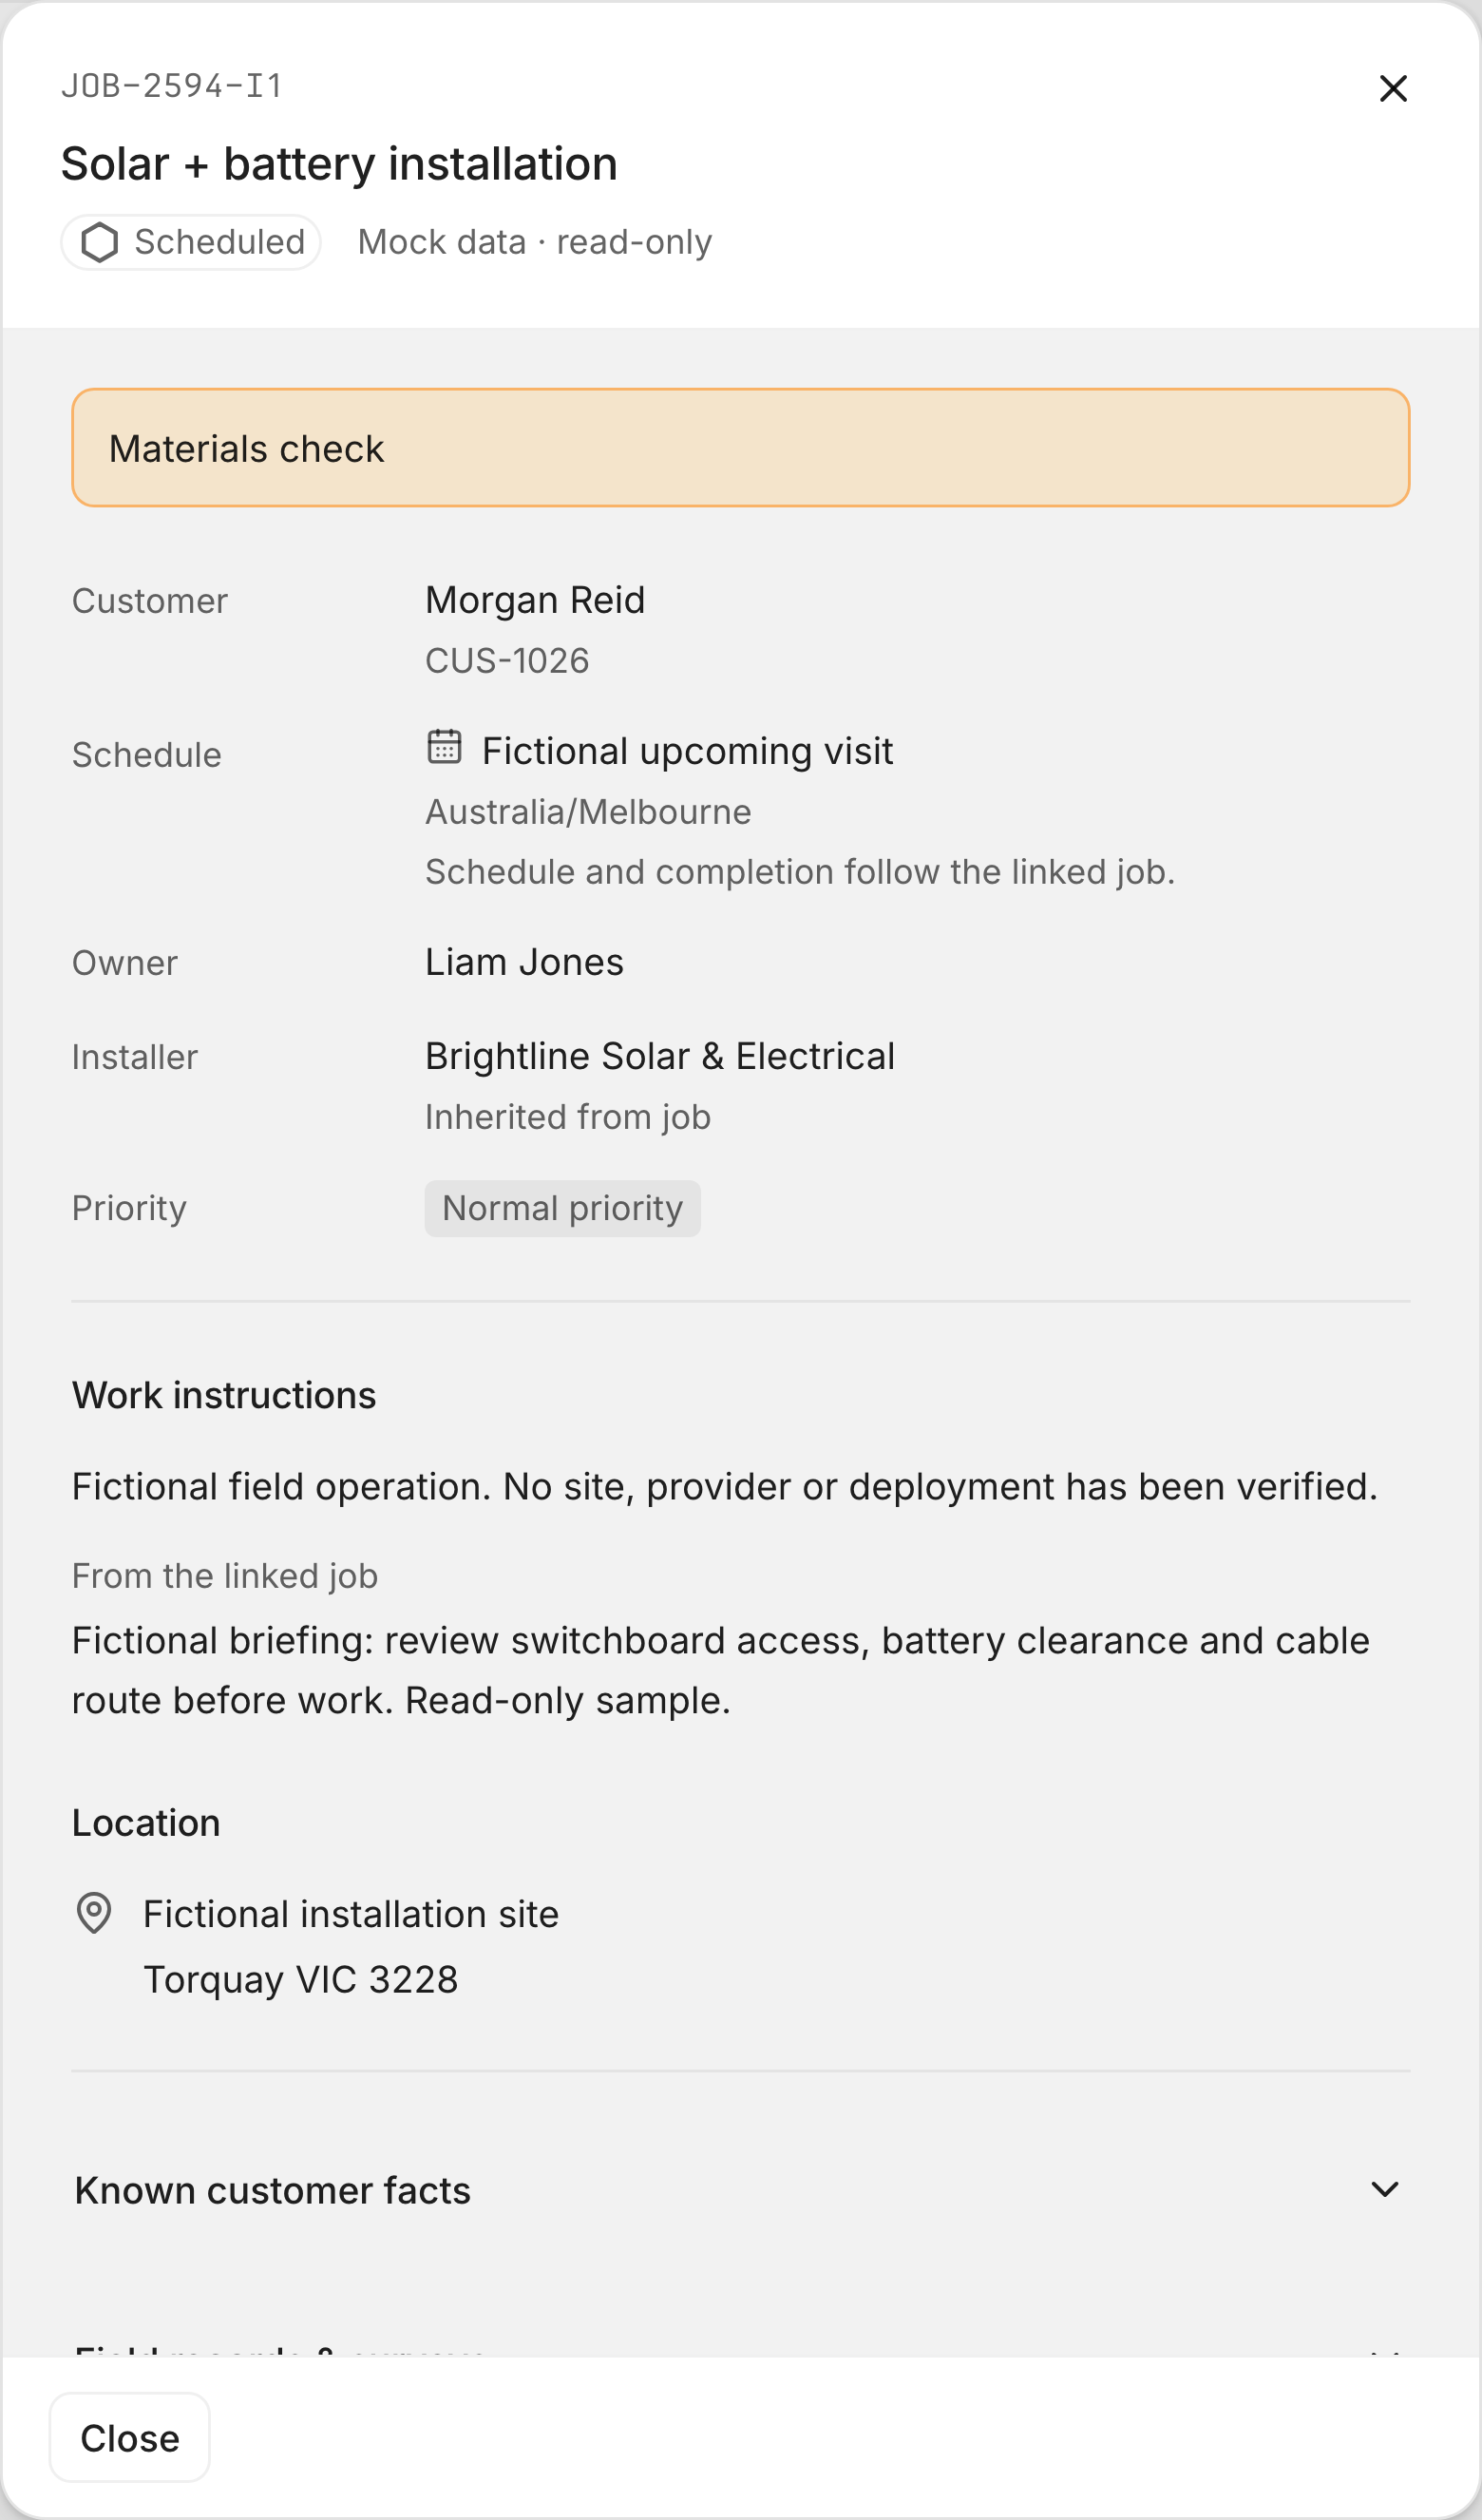 JOB-2594-I1
Solar + battery installation
Scheduled
Mock data · read-only
Materials check
Customer
Morgan Reid
CUS-1026
Schedule
Fictional upcoming visit
Australia/Melbourne
Schedule and completion follow the linked job.
Owner
Liam Jones
Installer
Brightline Solar & Electrical
Inherited from job
Priority
Normal priority
Work instructions
Fictional field operation. No site, provider or deployment has been verified.
From the linked job
Fictional briefing: review switchboard access, battery clearance and cable
route before work. Read-only sample.
Location
Fictional installation site
Torquay VIC 3228
Known customer facts
Close